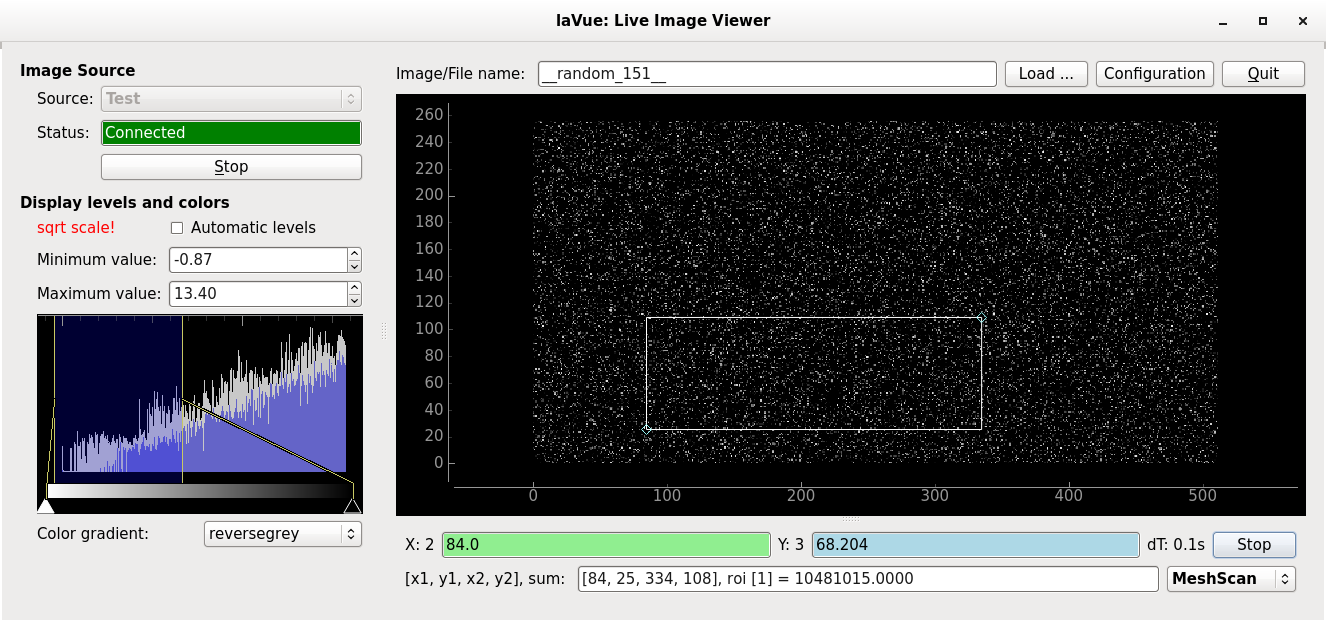 laVue: Live Image Viewer
Image Source
Source: Test
Status: Connected
Stop
Display levels and colors
sqrt scale! Automatic levels
Minimum value: -0.87
Maximum value: 13.40
Color gradient: reversegrey
Image/File name: __random_151__ Load ... Configuration Quit
260
240
220
200
180
160
140
120
100
80
60
40
20
0
0 100 200 300 400 500
X: 2 84.0 Y: 3 68.204 dT: 0.1s Stop
[x1, y1, x2, y2], sum: [84, 25, 334, 108], roi [1] = 10481015.0000 MeshScan